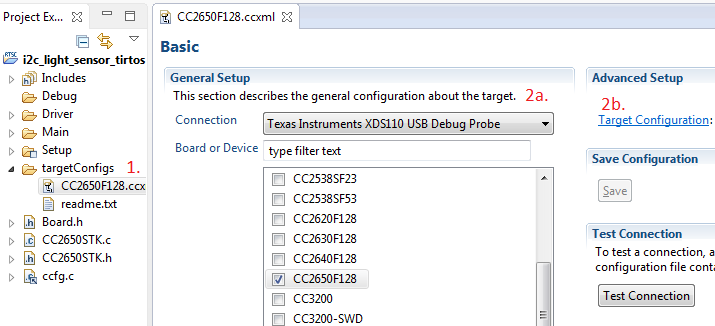 Project Ex...
i2c_light_sensor_tirtos
Includes
Debug
Driver
Main
Setup
targetConfigs 1.
CC2650F128.ccx
readme.txt
Board.h
CC2650STK.c
CC2650STK.h
ccfg.c
CC2650F128.ccxml
Basic
General Setup
2a.
This section describes the general configuration about the target.
Connection
Texas Instruments XDS110 USB Debug Probe
Board or Device
type filter text
CC2538SF23
CC2538SF53
CC2620F128
CC2630F128
CC2640F128
CC2650F128
CC3200
CC3200-SWD
Advanced Setup
2b.
Target Configuration:
Save Configuration
Save
Test Connection
To test a connection, a
configuration file conta
Test Connection